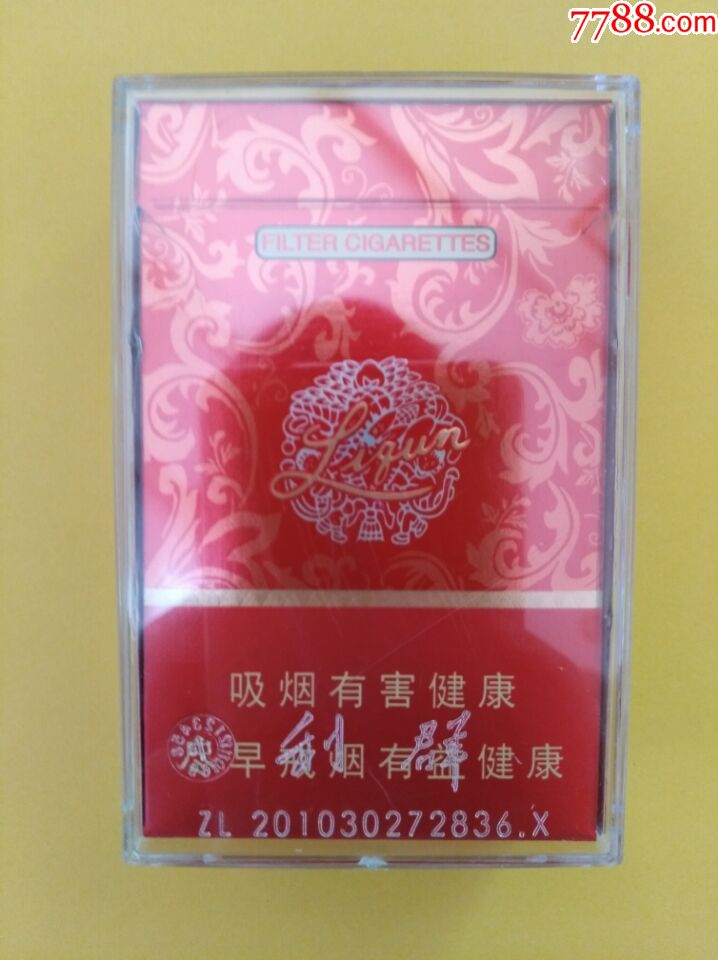 7788.com
FILTER CIGARETTES
Liqun
吸烟有害健康
尽早戒烟有益健康
利群
ZL 201030272836.X